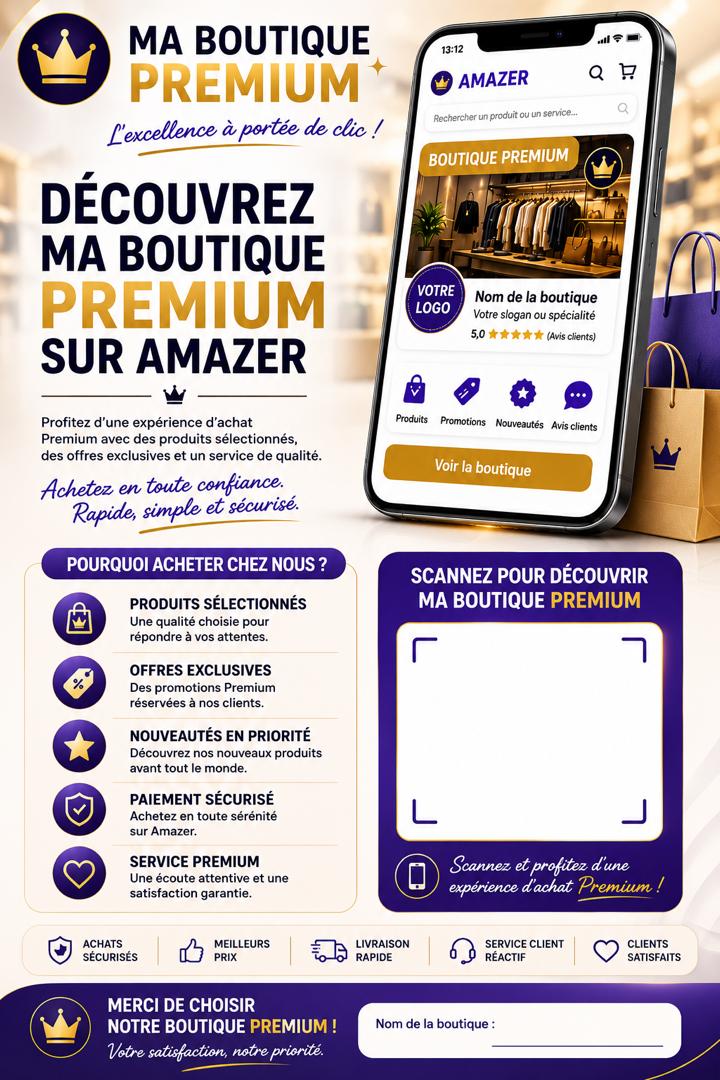 MA BOUTIQUE
PREMIUM
L'excellence à portée de clic !
DÉCOUVREZ
MA BOUTIQUE
PREMIUM
SUR AMAZER
Profitez d'une expérience d'achat
Premium avec des produits sélectionnés,
des offres exclusives et un service de qualité.
Achetez en toute confiance.
Rapide, simple et sécurisé.
13:12
AMAZER
Rechercher un produit ou un service...
BOUTIQUE PREMIUM
VOTRE
LOGO
Nom de la boutique
Votre slogan ou spécialité
5,0 ★★★★★ (Avis clients)
Produits
Promotions
Nouveautés
Avis clients
Voir la boutique
POURQUOI ACHETER CHEZ NOUS ?
PRODUITS SÉLECTIONNÉS
Une qualité choisie pour
répondre à vos attentes.
%
OFFRES EXCLUSIVES
Des promotions Premium
réservées à nos clients.
NOUVEAUTÉS EN PRIORITÉ
Découvrez nos nouveaux produits
avant tout le monde.
PAIEMENT SÉCURISÉ
Achetez en toute sérénité
sur Amazer.
SERVICE PREMIUM
Une écoute attentive et une
satisfaction garantie.
SCANNEZ POUR DÉCOUVRIR
MA BOUTIQUE PREMIUM
Scannez et profitez d'une
expérience d'achat Premium !
ACHATS
SÉCURISÉS
MEILLEURS
PRIX
LIVRAISON
RAPIDE
SERVICE CLIENT
RÉACTIF
CLIENTS
SATISFAITS
MERCI DE CHOISIR
NOTRE BOUTIQUE PREMIUM !
Votre satisfaction, notre priorité.
Nom de la boutique :